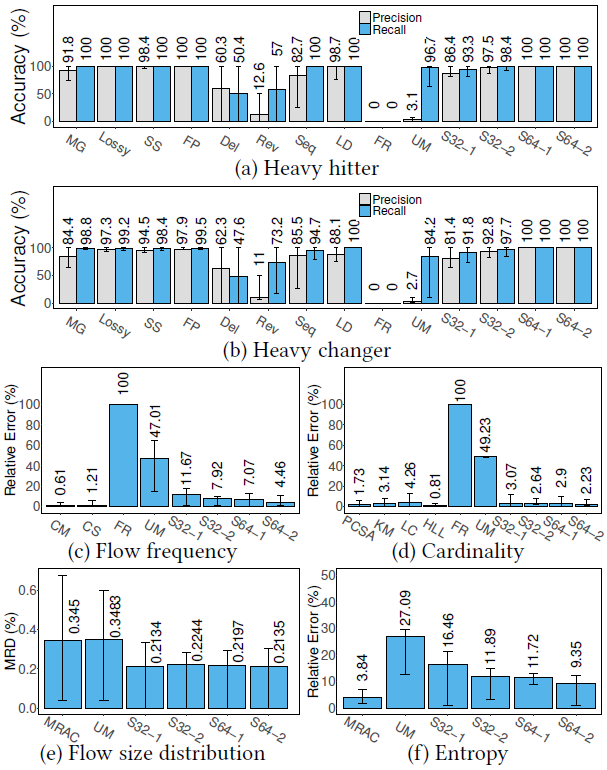 Accuracy (%)
Precision
Recall
91.8 100 100 100 98.4 100 100 100 60.3 50.4 12.6 57 82.7 100 98.7 100 0 0 3.1 96.7 86.4 93.3 97.5 98.4 100 100 100 100
100
50
0
MG Lossy SS FP Del Rev Seq LD FR UM S32−1 S32−2 S64−1 S64−2
(a) Heavy hitter
Accuracy (%)
Precision
Recall
84.4 98.8 97.3 99.2 94.5 98.4 97.9 99.5 62.3 47.6 11 73.2 85.5 94.7 88.1 100 0 0 2.7 84.2 81.4 91.8 92.8 97.7 100 100 100 100
100
50
0
MG Lossy SS FP Del Rev Seq LD FR UM S32−1 S32−2 S64−1 S64−2
(b) Heavy changer
Relative Error (%)
100
80
60
40
20
0
0.61 1.21 100 47.01 11.67 7.92 7.07 4.46
CM CS FR UM S32−1 S32−2 S64−1 S64−2
(c) Flow frequency
Relative Error (%)
100
80
60
40
20
0
1.73 3.14 4.26 0.81 100 49.23 3.07 2.64 2.9 2.23
PCSA KM LC HLL FR UM S32−1 S32−2 S64−1 S64−2
(d) Cardinality
MRD (%)
0.6
0.4
0.2
0.0
0.345 0.3483 0.2134 0.2244 0.2197 0.2135
MRAC UM S32−1 S32−2 S64−1 S64−2
(e) Flow size distribution
Relative Error (%)
50
40
30
20
10
0
3.84 27.09 16.46 11.89 11.72 9.35
MRAC UM S32−1 S32−2 S64−1 S64−2
(f) Entropy